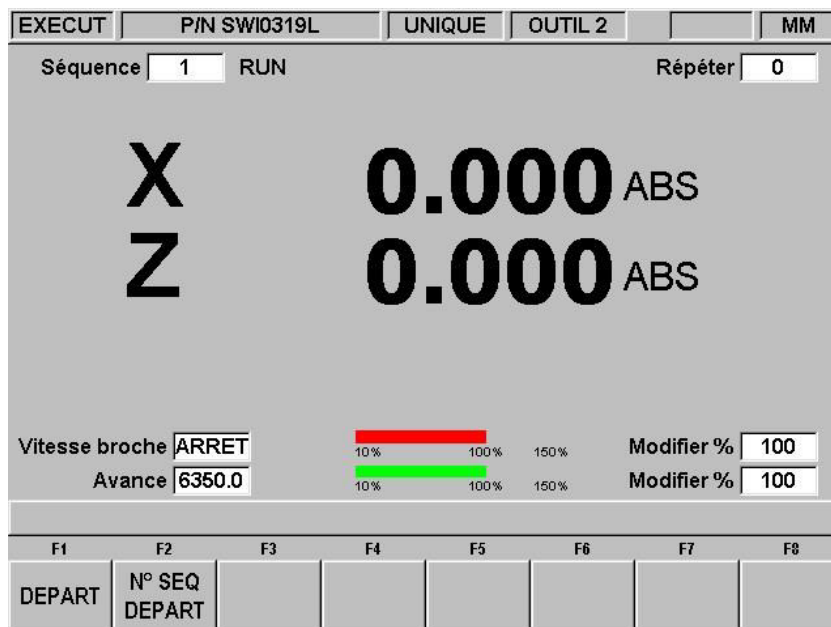 EXECUT P/N SWI0319L UNIQUE OUTIL 2 MM
Séquence 1 RUN Répéter 0
X 0.000 ABS
Z 0.000 ABS
Vitesse broche ARRET 10% 100% 150% Modifier % 100
Avance 6350.0 10% 100% 150% Modifier % 100
F1 F2 F3 F4 F5 F6 F7 F8
DEPART N° SEQ
DEPART